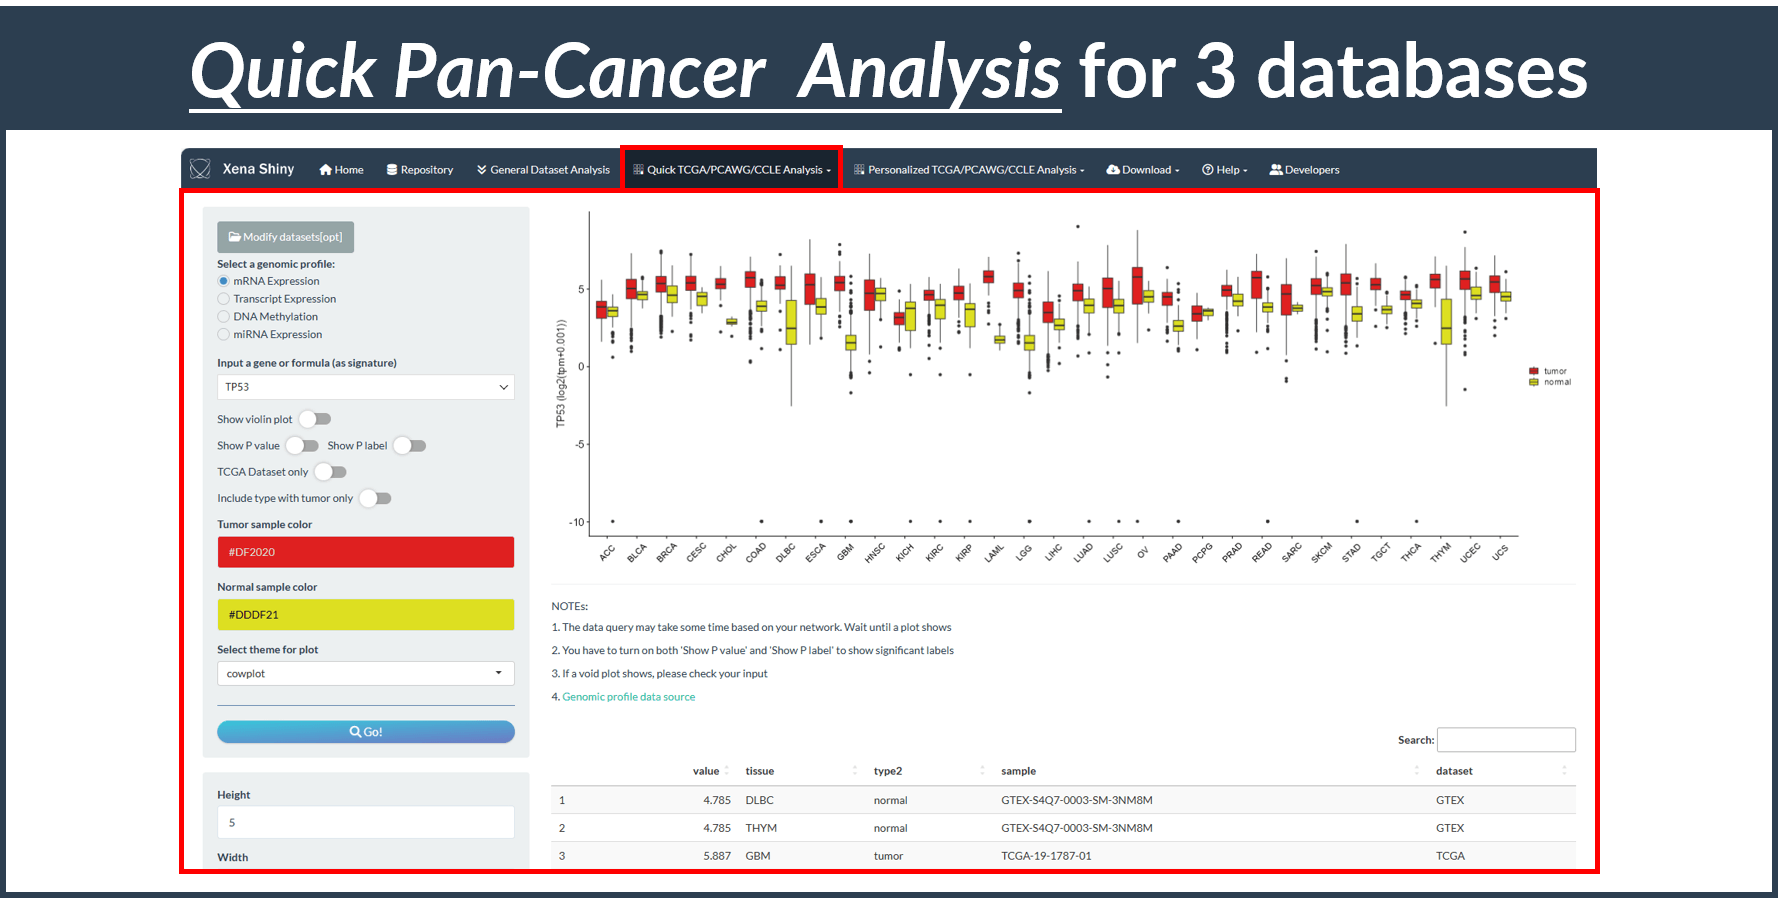 Quick Pan-Cancer Analysis for 3 databases
Xena Shiny Home Repository General Dataset Analysis Quick TCGA/PCAWG/CCLE Analysis Personalized TCGA/PCAWG/CCLE Analysis Download Help Developers
Modify datasets[opt]
Select a genomic profile:
mRNA Expression
Transcript Expression
DNA Methylation
miRNA Expression
Input a gene or formula (as signature)
TP53
Show violin plot
Show P value Show P label
TCGA Dataset only
Include type with tumor only
Tumor sample color
#DF2020
Normal sample color
#DDDF21
Select theme for plot
cowplot
Go!
Height
5
Width
TP53 (log2(tpm+0.001))
5
0
-5
-10
ACC BLCA BRCA CESC CHOL COAD DLBC ESCA GBM HNSC KICH KIRC KIRP LAML LGG LIHC LUAD LUSC OV PAAD PCPG PRAD READ SARC SKCM STAD TGCT THCA THYM UCEC UCS
tumor
normal
NOTEs:
1. The data query may take some time based on your network. Wait until a plot shows
2. You have to turn on both 'Show P value' and 'Show P label' to show significant labels
3. If a void plot shows, please check your input
4. Genomic profile data source
Search:
value tissue type2 sample dataset
1 4.785 DLBC normal GTEX-S4Q7-0003-SM-3NM8M GTEX
2 4.785 THYM normal GTEX-S4Q7-0003-SM-3NM8M GTEX
3 5.887 GBM tumor TCGA-19-1787-01 TCGA